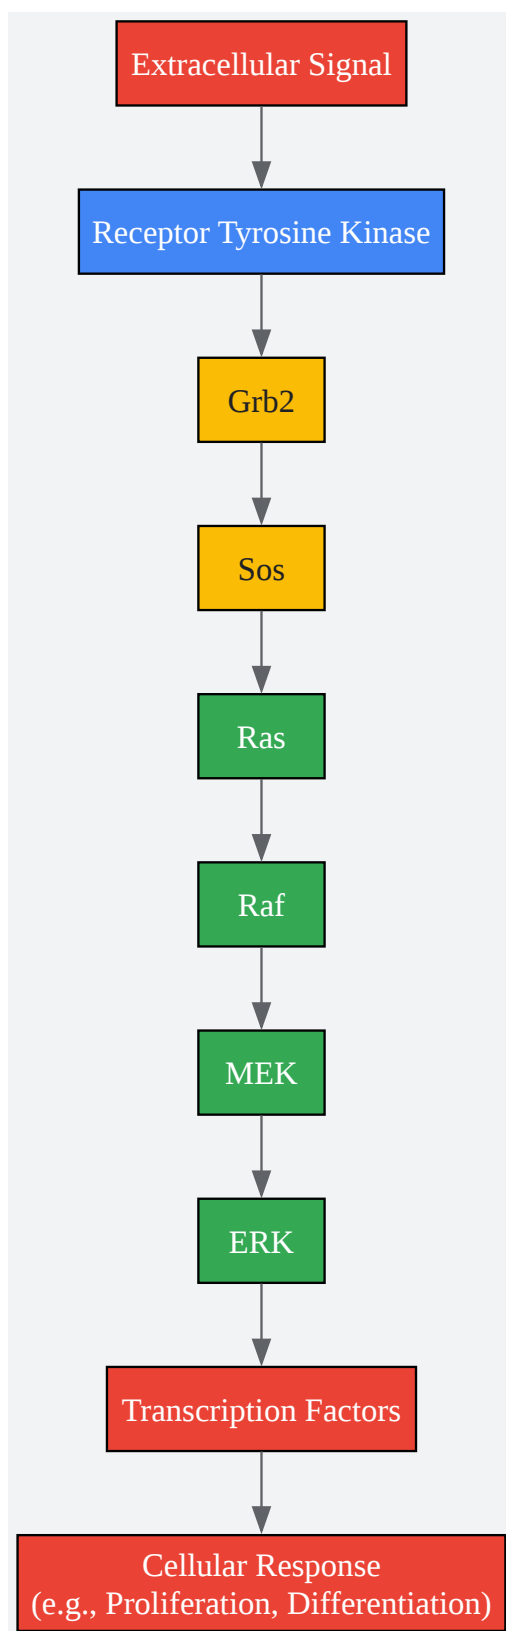 Extracellular Signal
Receptor Tyrosine Kinase
Grb2
Sos
Ras
Raf
MEK
ERK
Transcription Factors
Cellular Response
(e.g., Proliferation, Differentiation)